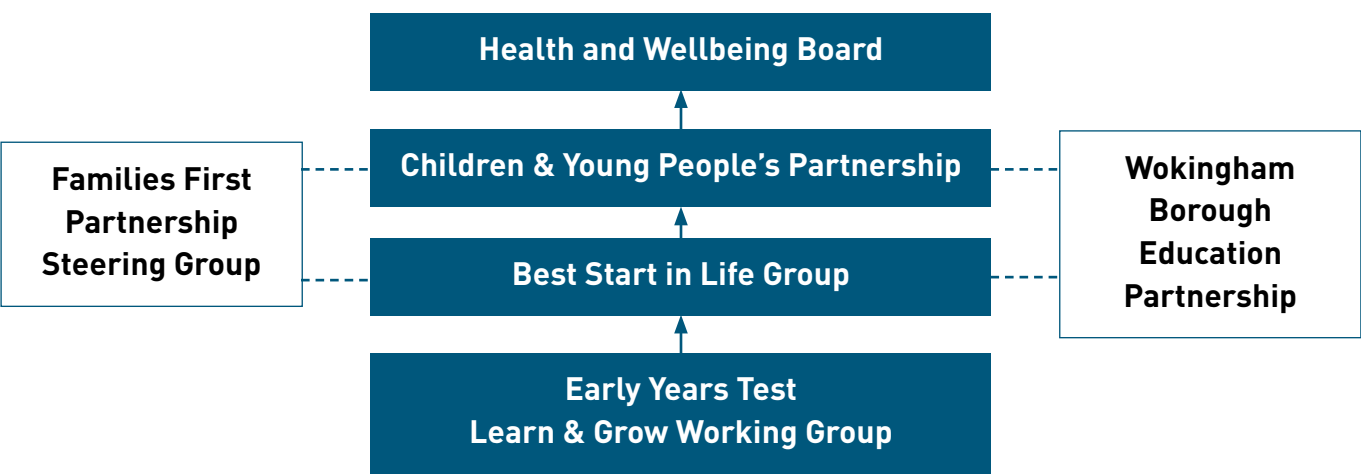 Health and Wellbeing Board
Families First
Partnership
Steering Group
Children & Young People’s Partnership
Wokingham
Borough
Education
Partnership
Best Start in Life Group
Early Years Test
Learn & Grow Working Group